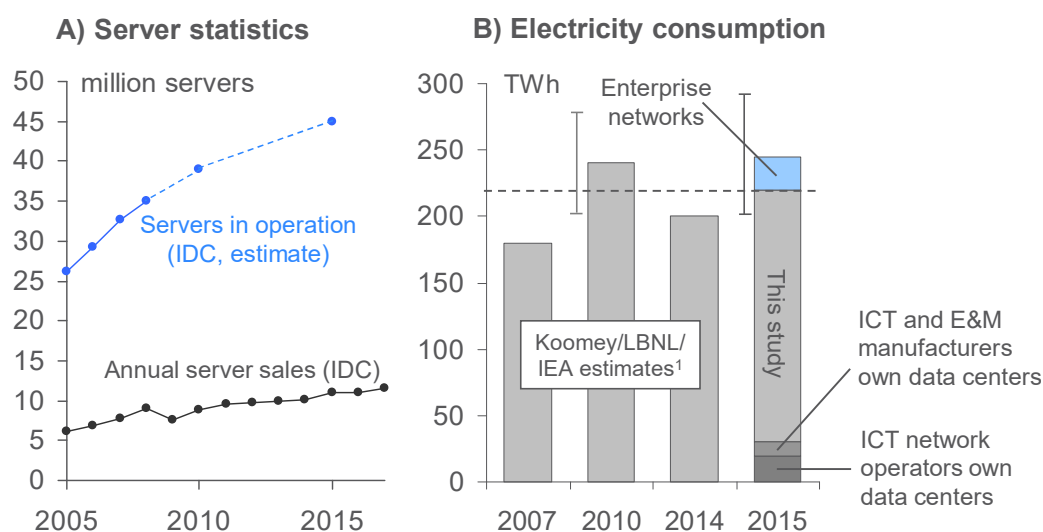 A) Server statistics
million servers
50
45
40
35
30
25
20
15
10
5
0
Servers in operation
(IDC, estimate)
Annual server sales (IDC)
2005
2010
2015
B) Electricity consumption
TWh
300
250
200
150
100
50
0
Enterprise
networks
This study
Koomey/LBNL/
IEA estimates¹
ICT and E&M
manufacturers
own data centers
ICT network
operators own
data centers
2007
2010
2014
2015